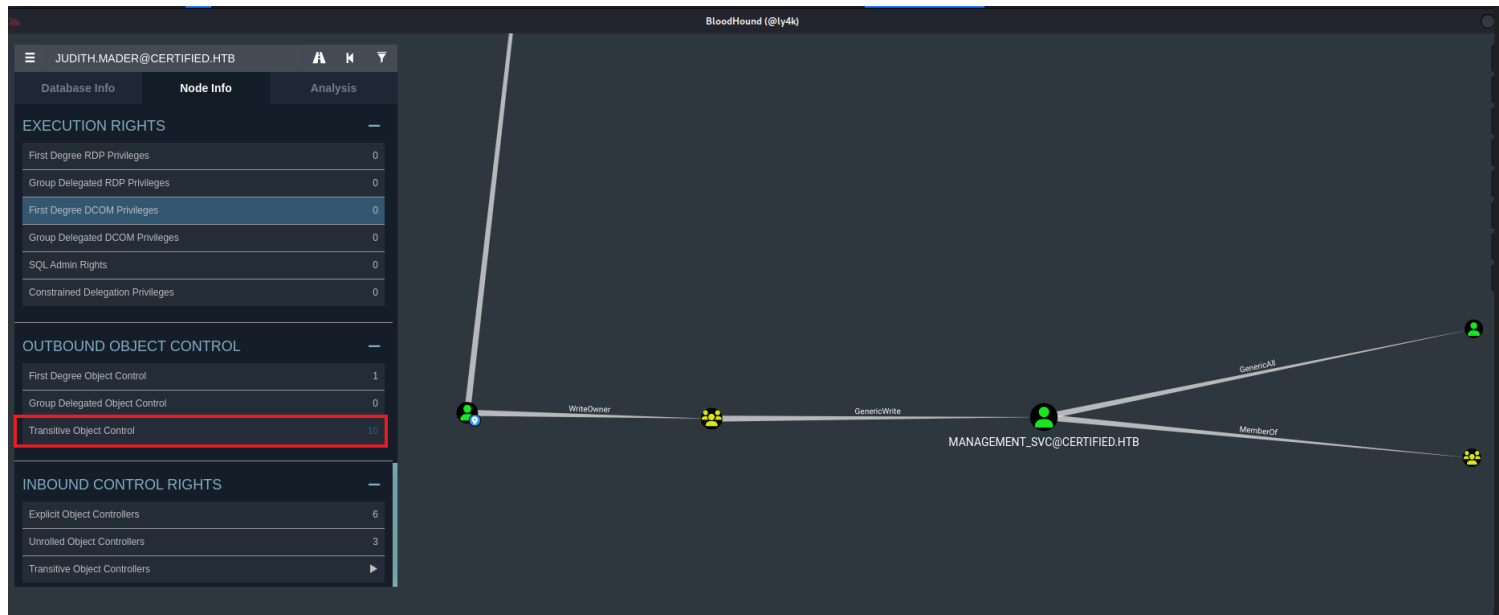 BloodHound (@ly4k)
JUDITH.MADER@CERTIFIED.HTB
Database Info Node Info Analysis
EXECUTION RIGHTS
First Degree RDP Privileges 0
Group Delegated RDP Privileges 0
First Degree DCOM Privileges 0
Group Delegated DCOM Privileges 0
SQL Admin Rights 0
Constrained Delegation Privileges 0
OUTBOUND OBJECT CONTROL
First Degree Object Control 1
Group Delegated Object Control 0
Transitive Object Control 10
INBOUND CONTROL RIGHTS
Explicit Object Controllers 6
Unrolled Object Controllers 3
Transitive Object Controllers
WriteOwner
GenericWrite
MANAGEMENT_SVC@CERTIFIED.HTB
GenericAll
MemberOf